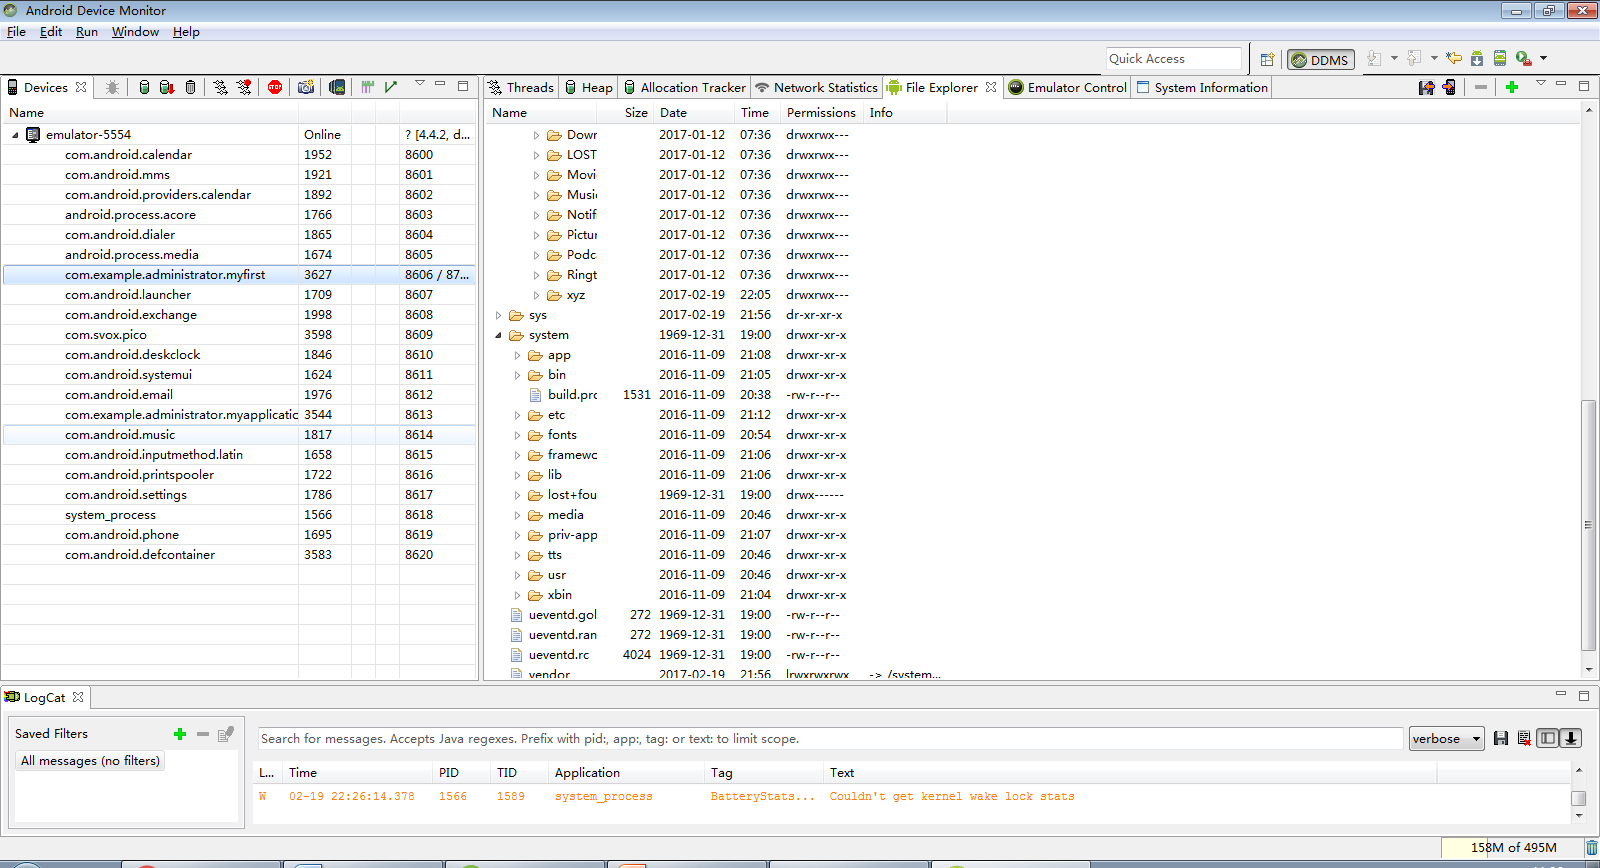 Android Device Monitor
File Edit Run Window Help
Quick Access DDMS
Devices Threads Heap Allocation Tracker Network Statistics File Explorer Emulator Control System Information
Name Name Size Date Time Permissions Info
emulator-5554 Online ? [4.4.2, d... Dowr 2017-01-12 07:36 drwxrwx---
com.android.calendar 1952 8600 LOST 2017-01-12 07:36 drwxrwx---
com.android.mms 1921 8601 Movi 2017-01-12 07:36 drwxrwx---
com.android.providers.calendar 1892 8602 Music 2017-01-12 07:36 drwxrwx---
android.process.acore 1766 8603 Notif 2017-01-12 07:36 drwxrwx---
com.android.dialer 1865 8604 Pictur 2017-01-12 07:36 drwxrwx---
android.process.media 1674 8605 Podc 2017-01-12 07:36 drwxrwx---
com.example.administrator.myfirst 3627 8606 / 87... Ringt 2017-01-12 07:36 drwxrwx---
com.android.launcher 1709 8607 xyz 2017-02-19 22:05 drwxrwx---
com.android.exchange 1998 8608 sys 2017-02-19 21:56 dr-xr-xr-x
com.svox.pico 3598 8609 system 1969-12-31 19:00 drwxr-xr-x
com.android.deskclock 1846 8610 app 2016-11-09 21:08 drwxr-xr-x
com.android.systemui 1624 8611 bin 2016-11-09 21:05 drwxr-xr-x
com.android.email 1976 8612 build.prc 1531 2016-11-09 20:38 -rw-r--r--
com.example.administrator.myapplicatic 3544 8613 etc 2016-11-09 21:12 drwxr-xr-x
com.android.music 1817 8614 fonts 2016-11-09 20:54 drwxr-xr-x
com.android.inputmethod.latin 1658 8615 framewc 2016-11-09 21:06 drwxr-xr-x
com.android.printspooler 1722 8616 lib 2016-11-09 21:06 drwxr-xr-x
com.android.settings 1786 8617 lost+fou 1969-12-31 19:00 drwx------
system_process 1566 8618 media 2016-11-09 20:46 drwxr-xr-x
com.android.phone 1695 8619 priv-app 2016-11-09 21:07 drwxr-xr-x
com.android.defcontainer 3583 8620 tts 2016-11-09 20:46 drwxr-xr-x
usr 2016-11-09 20:46 drwxr-xr-x
xbin 2016-11-09 21:04 drwxr-xr-x
ueventd.gol 272 1969-12-31 19:00 -rw-r--r--
ueventd.ran 272 1969-12-31 19:00 -rw-r--r--
ueventd.rc 4024 1969-12-31 19:00 -rw-r--r--
vendor 2017-02-19 21:56 lrwxrwxrwx -> /system...
LogCat
Saved Filters
All messages (no filters)
Search for messages. Accepts Java regexes. Prefix with pid:, app:, tag: or text: to limit scope. verbose
L... Time PID TID Application Tag Text
W 02-19 22:26:14.378 1566 1589 system_process BatteryStats... Couldn't get kernel wake lock stats
158M of 495M